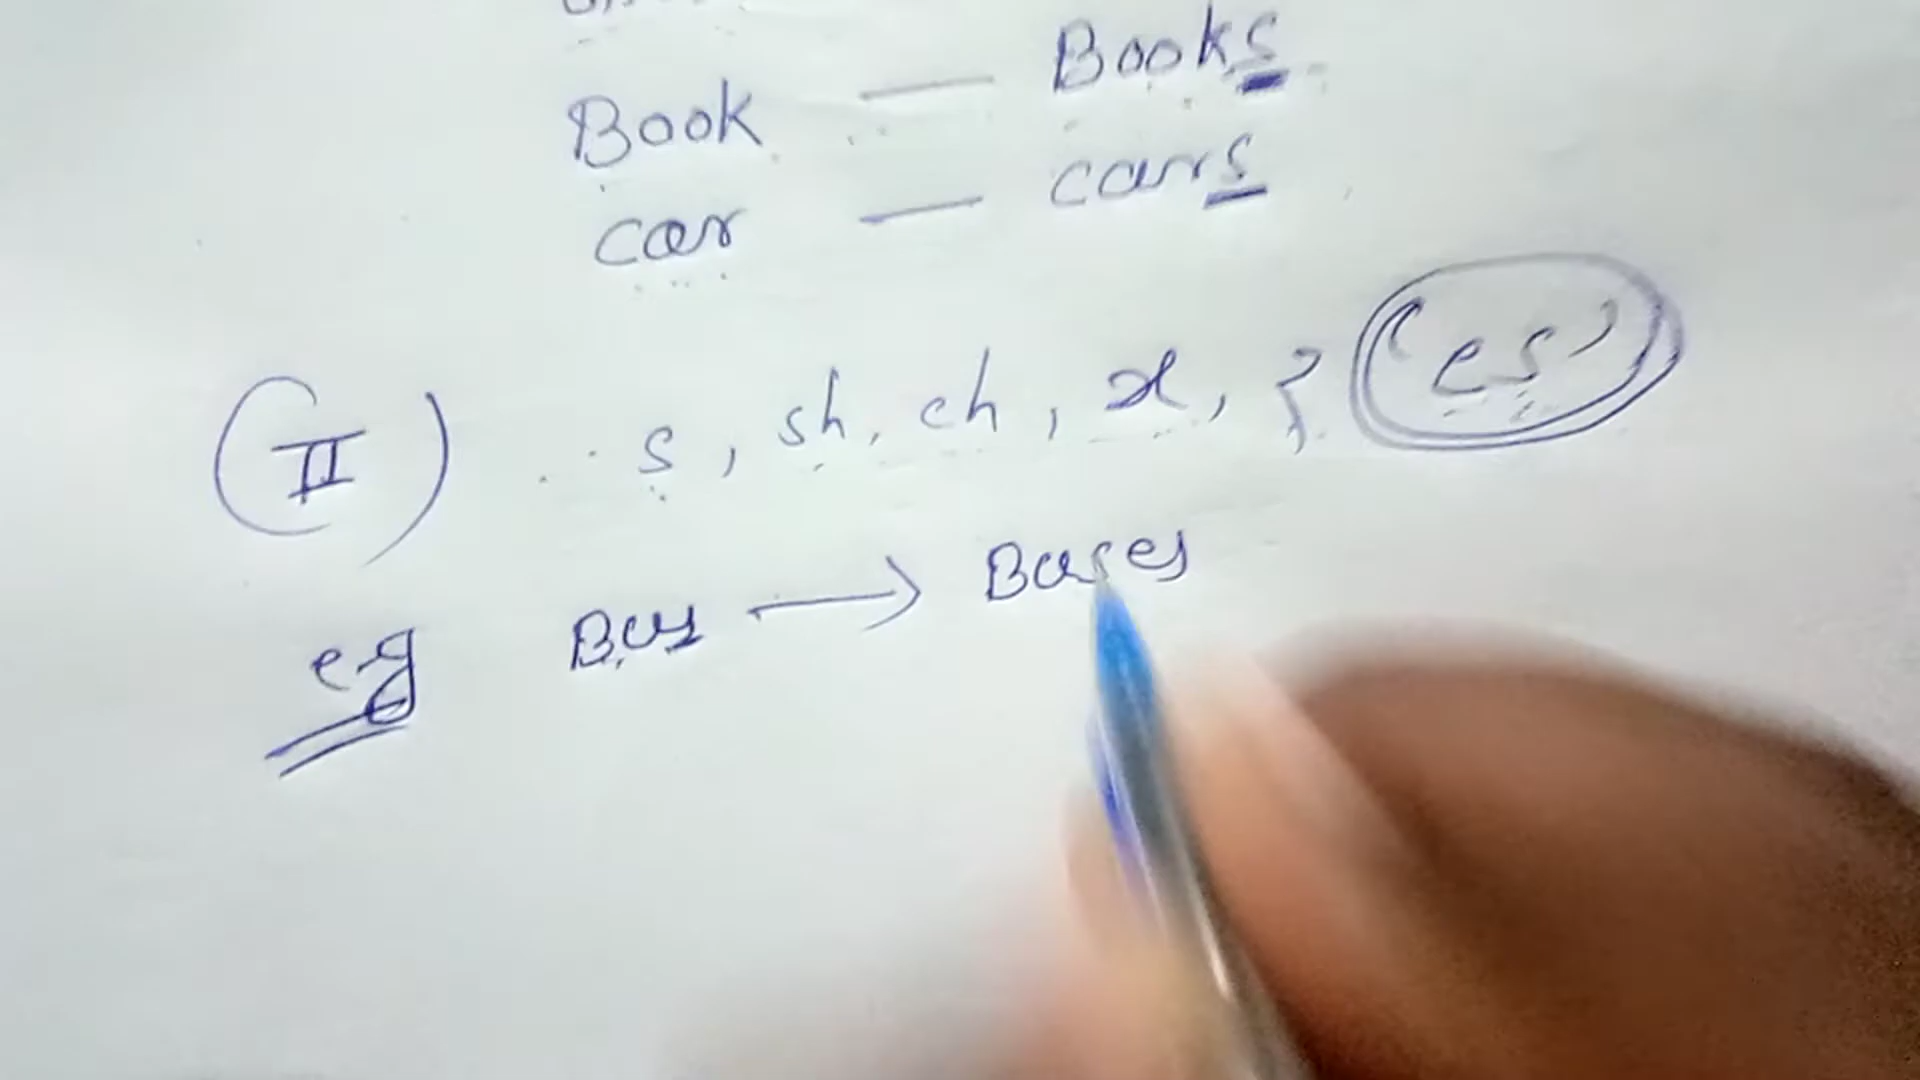 Book — Books
car — cars
(II) s, sh, ch, x, z 'es'
eg Bus → Buses